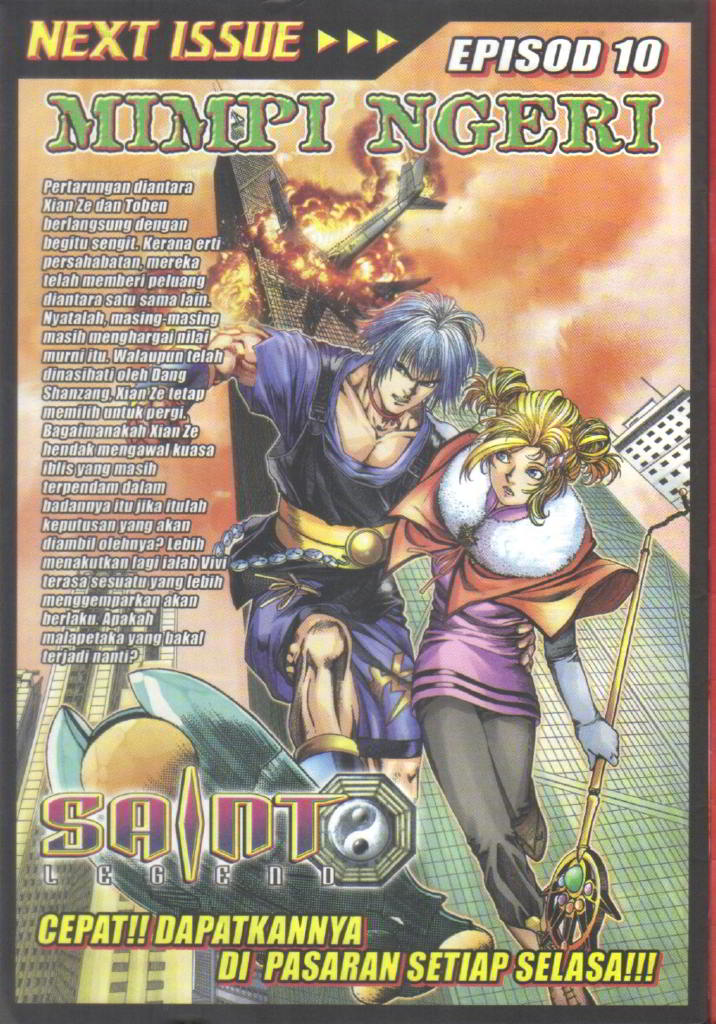 NEXT ISSUE
EPISOD 10
MIMPI NGERI
Pertarungan diantara
Xian Ze dan Toben
berlangsung dengan
begitu sengit. Kerana erti
persahabatan, mereka
telah memberi peluang
diantara satu sama lain.
Nyatalah, masing-masing
masih menghargai nilai
murni itu. Walaupun telah
dinasihati oleh Dang
Shanzang, Xian Ze tetap
memilih untuk pergi.
Bagaimanakah Xian Ze
hendak mengawal kuasa
iblis yang masih
terpendam dalam
badannya itu jika itulah
keputusan yang akan
diambil olehnya? Lebih
menakutkan lagi ialah Vivi
terasa sesuatu yang lebih
menggemparkan akan
berlaku. Apakah
malapetaka yang bakal
terjadi nanti?
SAINT
LEGEND
CEPAT!! DAPATKANNYA
DI PASARAN SETIAP SELASA!!!